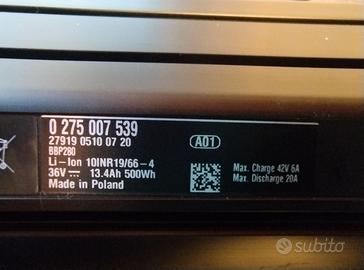 0 275 007 539
27919 0510 07 20
BBP280
Li-Ion 10INR19/66-4
36V⎓ 13.4Ah 500Wh
Made in Poland
A01
Max. Charge 42V 6A
Max. Discharge 20A
subito